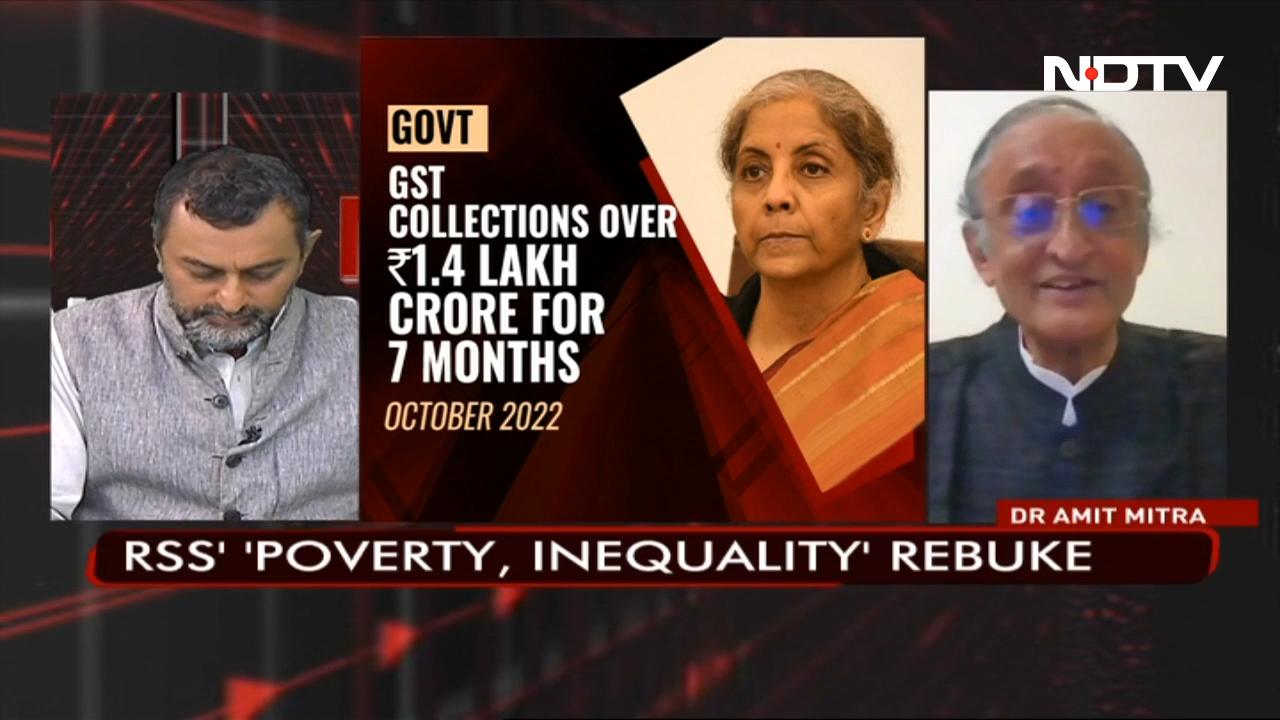 NDTV
GOVT
GST
COLLECTIONS OVER
₹1.4 LAKH
CRORE FOR
7 MONTHS
OCTOBER 2022
DR AMIT MITRA
RSS' 'POVERTY, INEQUALITY' REBUKE